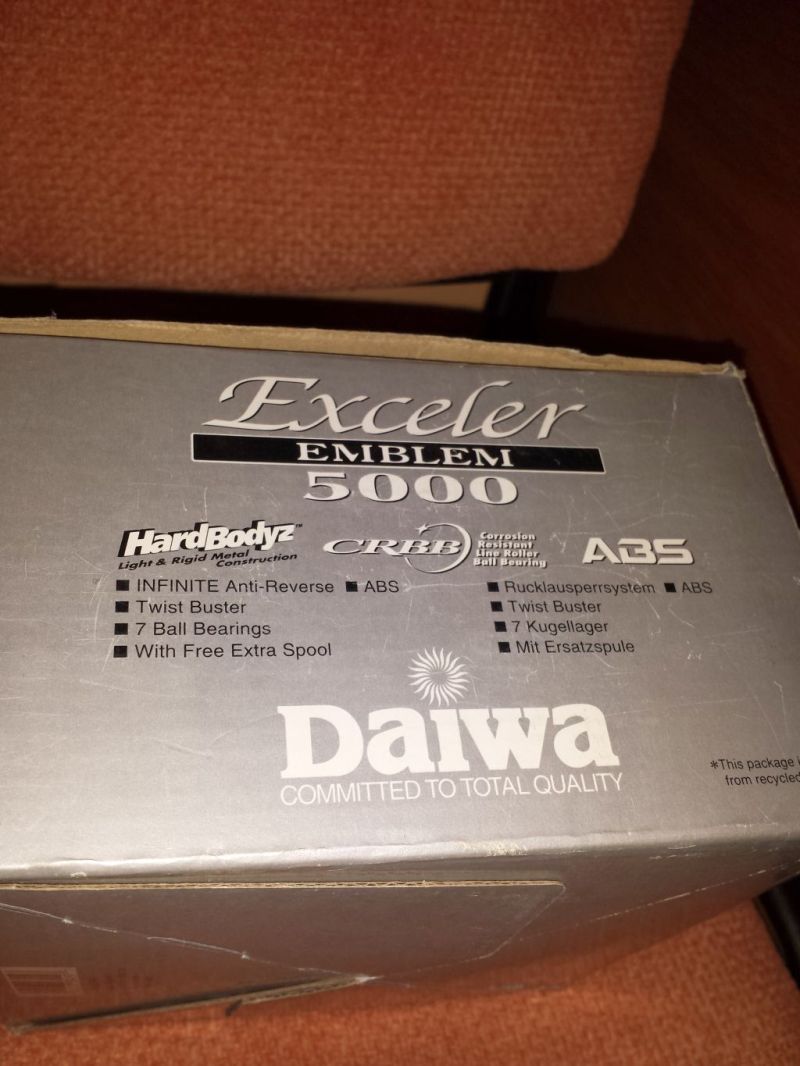 Exceler
EMBLEM
5000
HardBodyz™
Light & Rigid Metal
Construction
CRBB
Corrosion
Resistant
Line Roller
Ball Bearing
ABS
■ INFINITE Anti-Reverse ■ ABS
■ Twist Buster
■ 7 Ball Bearings
■ With Free Extra Spool
■ Rucklausperrsystem ■ ABS
■ Twist Buster
■ 7 Kugellager
■ Mit Ersatzspule
Daiwa
COMMITTED TO TOTAL QUALITY
*This package
from recycled